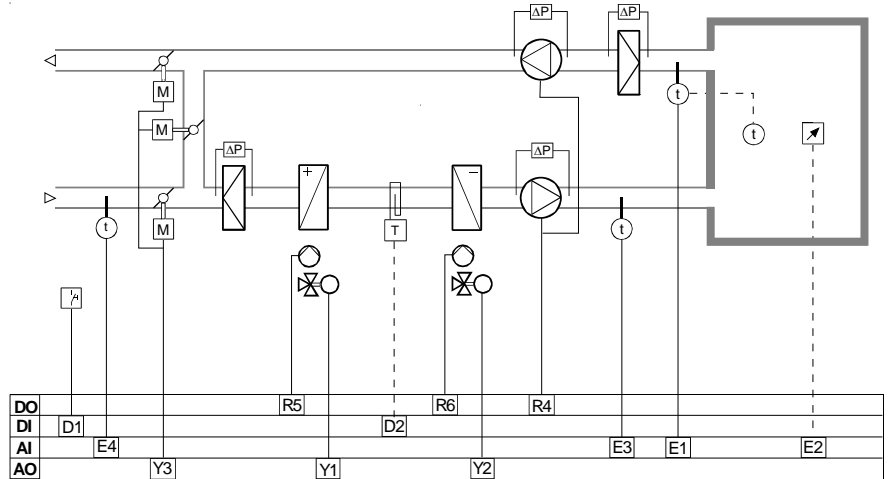 ΔP ΔP
M
t
M t
ΔP ΔP
+ −
t M T t
DO R5 R6 R4
DI D1 D2
AI E4 E3 E1 E2
AO Y3 Y1 Y2